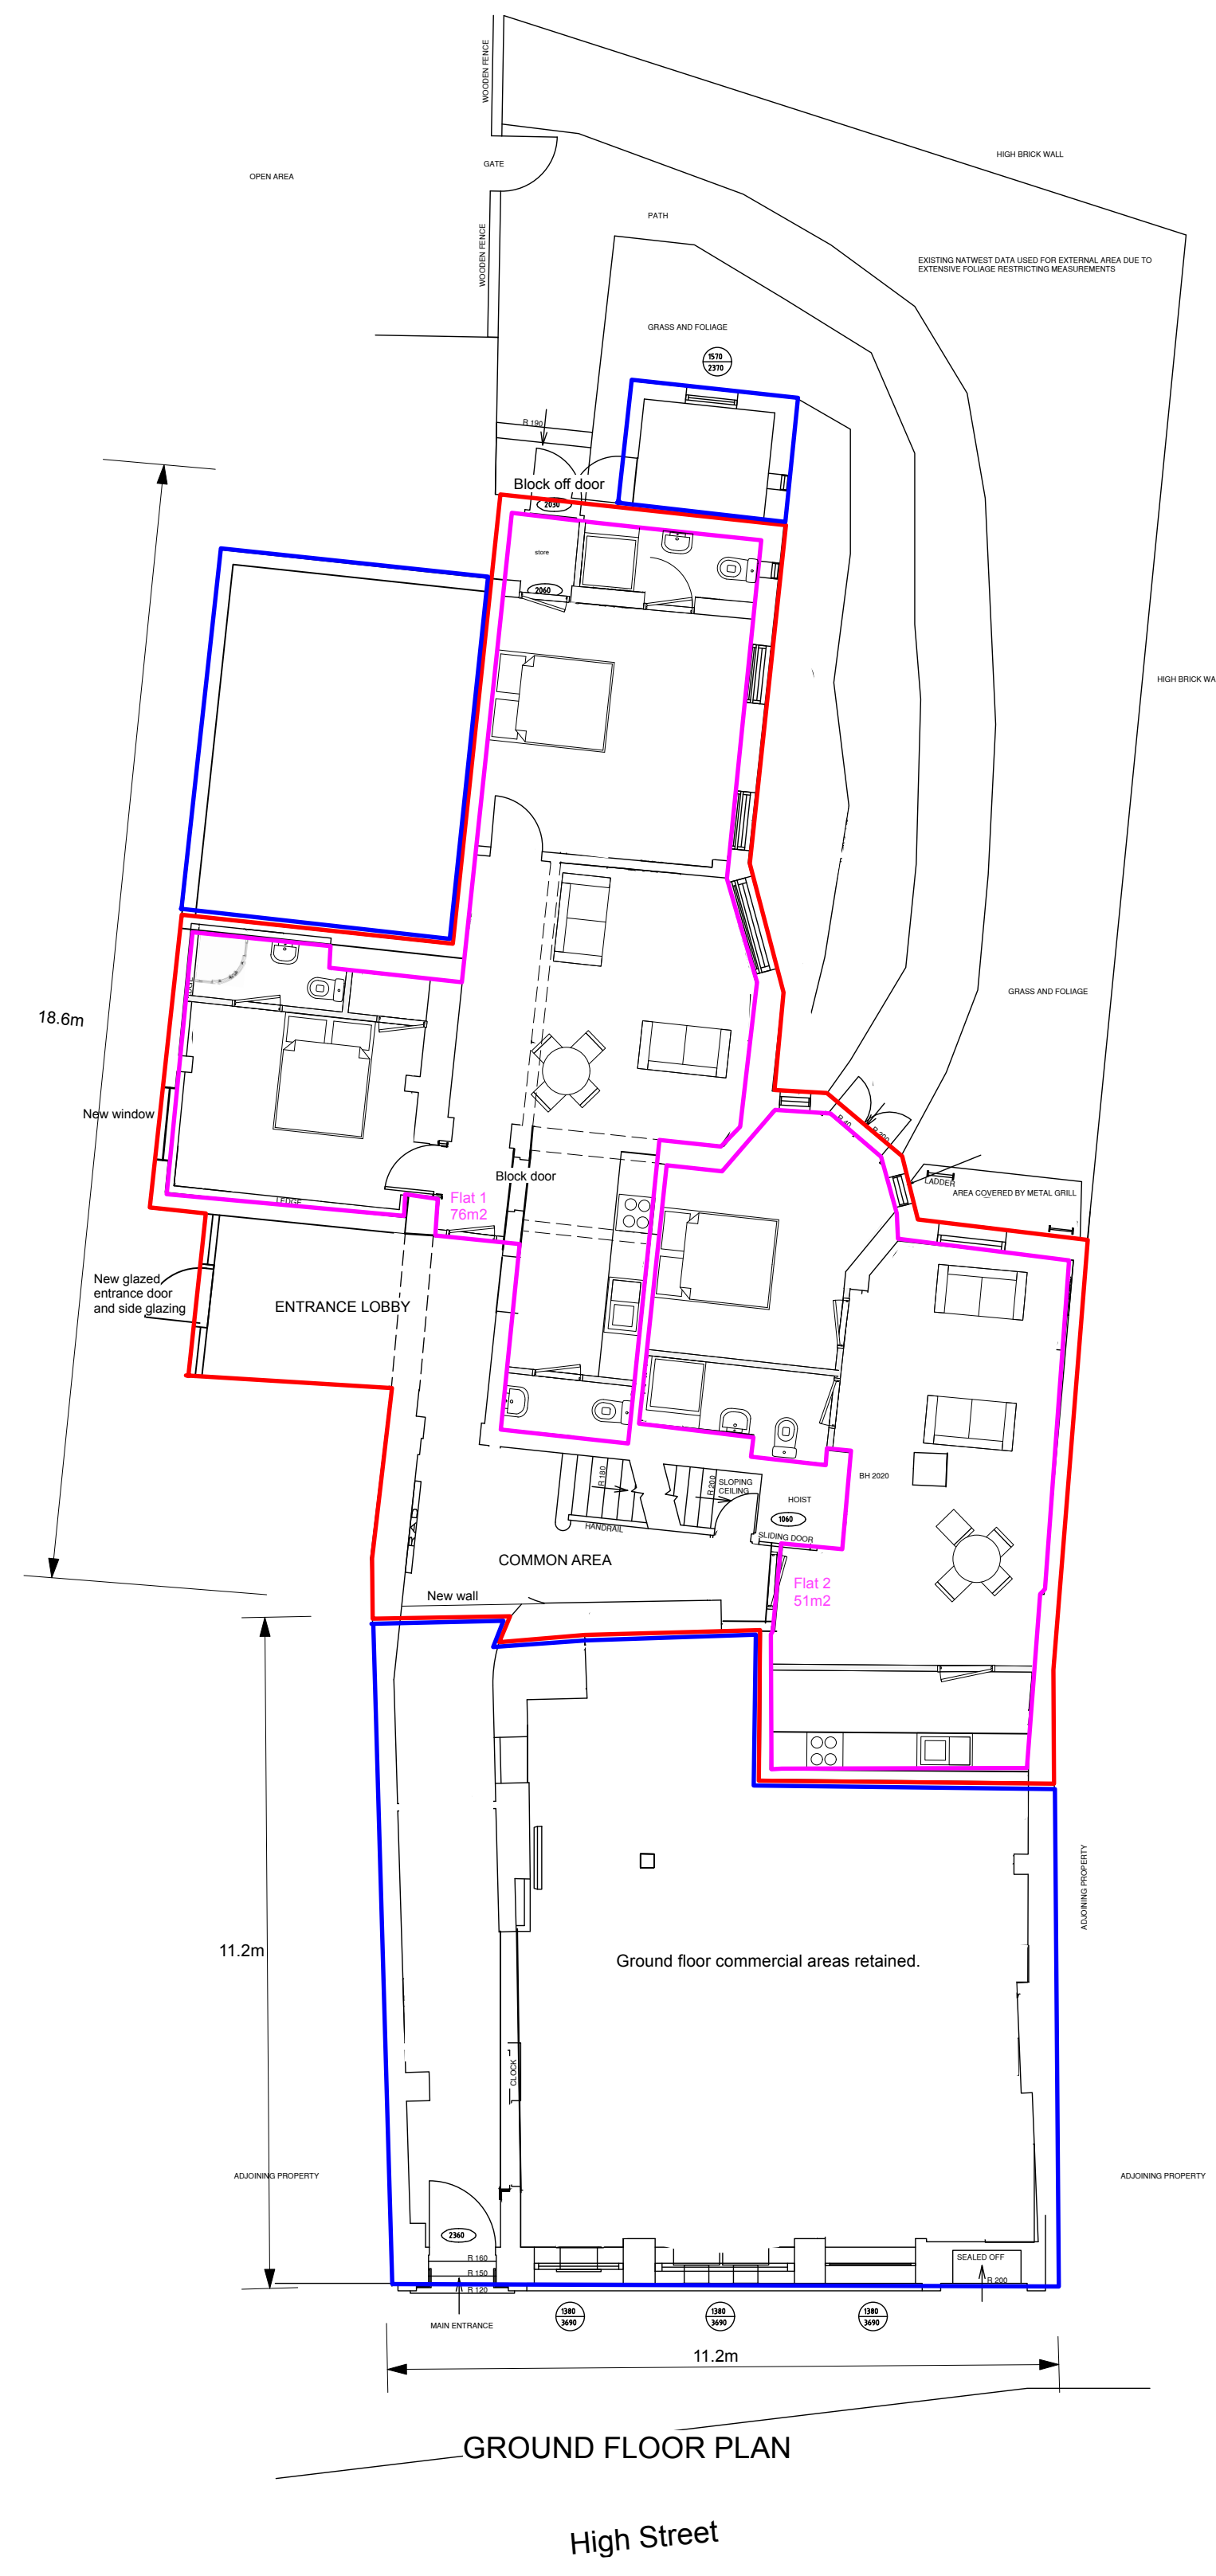 WOODEN FENCE
HIGH BRICK WALL
GATE
OPEN AREA
PATH
WOODEN FENCE
EXISTING NATWEST DATA USED FOR EXTERNAL AREA DUE TO
EXTENSIVE FOLIAGE RESTRICTING MEASUREMENTS
GRASS AND FOLIAGE
1570
2370
R 190
Block off door
2030
store
2060
HIGH BRICK WA
GRASS AND FOLIAGE
18.6m
New window
R 40
R 200
Block door
LADDER
AREA COVERED BY METAL GRILL
LEDGE
Flat 1
76m2
New glazed
entrance door
and side glazing
ENTRANCE LOBBY
BH 2020
R 180
R 200
SLOPING
CEILING
HOIST
1060
HANDRAIL
SLIDING DOOR
RAD
COMMON AREA
Flat 2
51m2
New wall
ADJOINING PROPERTY
11.2m
Ground floor commercial areas retained.
CLOCK
ADJOINING PROPERTY
ADJOINING PROPERTY
2360
R 160
R 150
R 120
SEALED OFF
R 200
MAIN ENTRANCE
1380
3690
1380
3690
1380
3690
11.2m
GROUND FLOOR PLAN
High Street